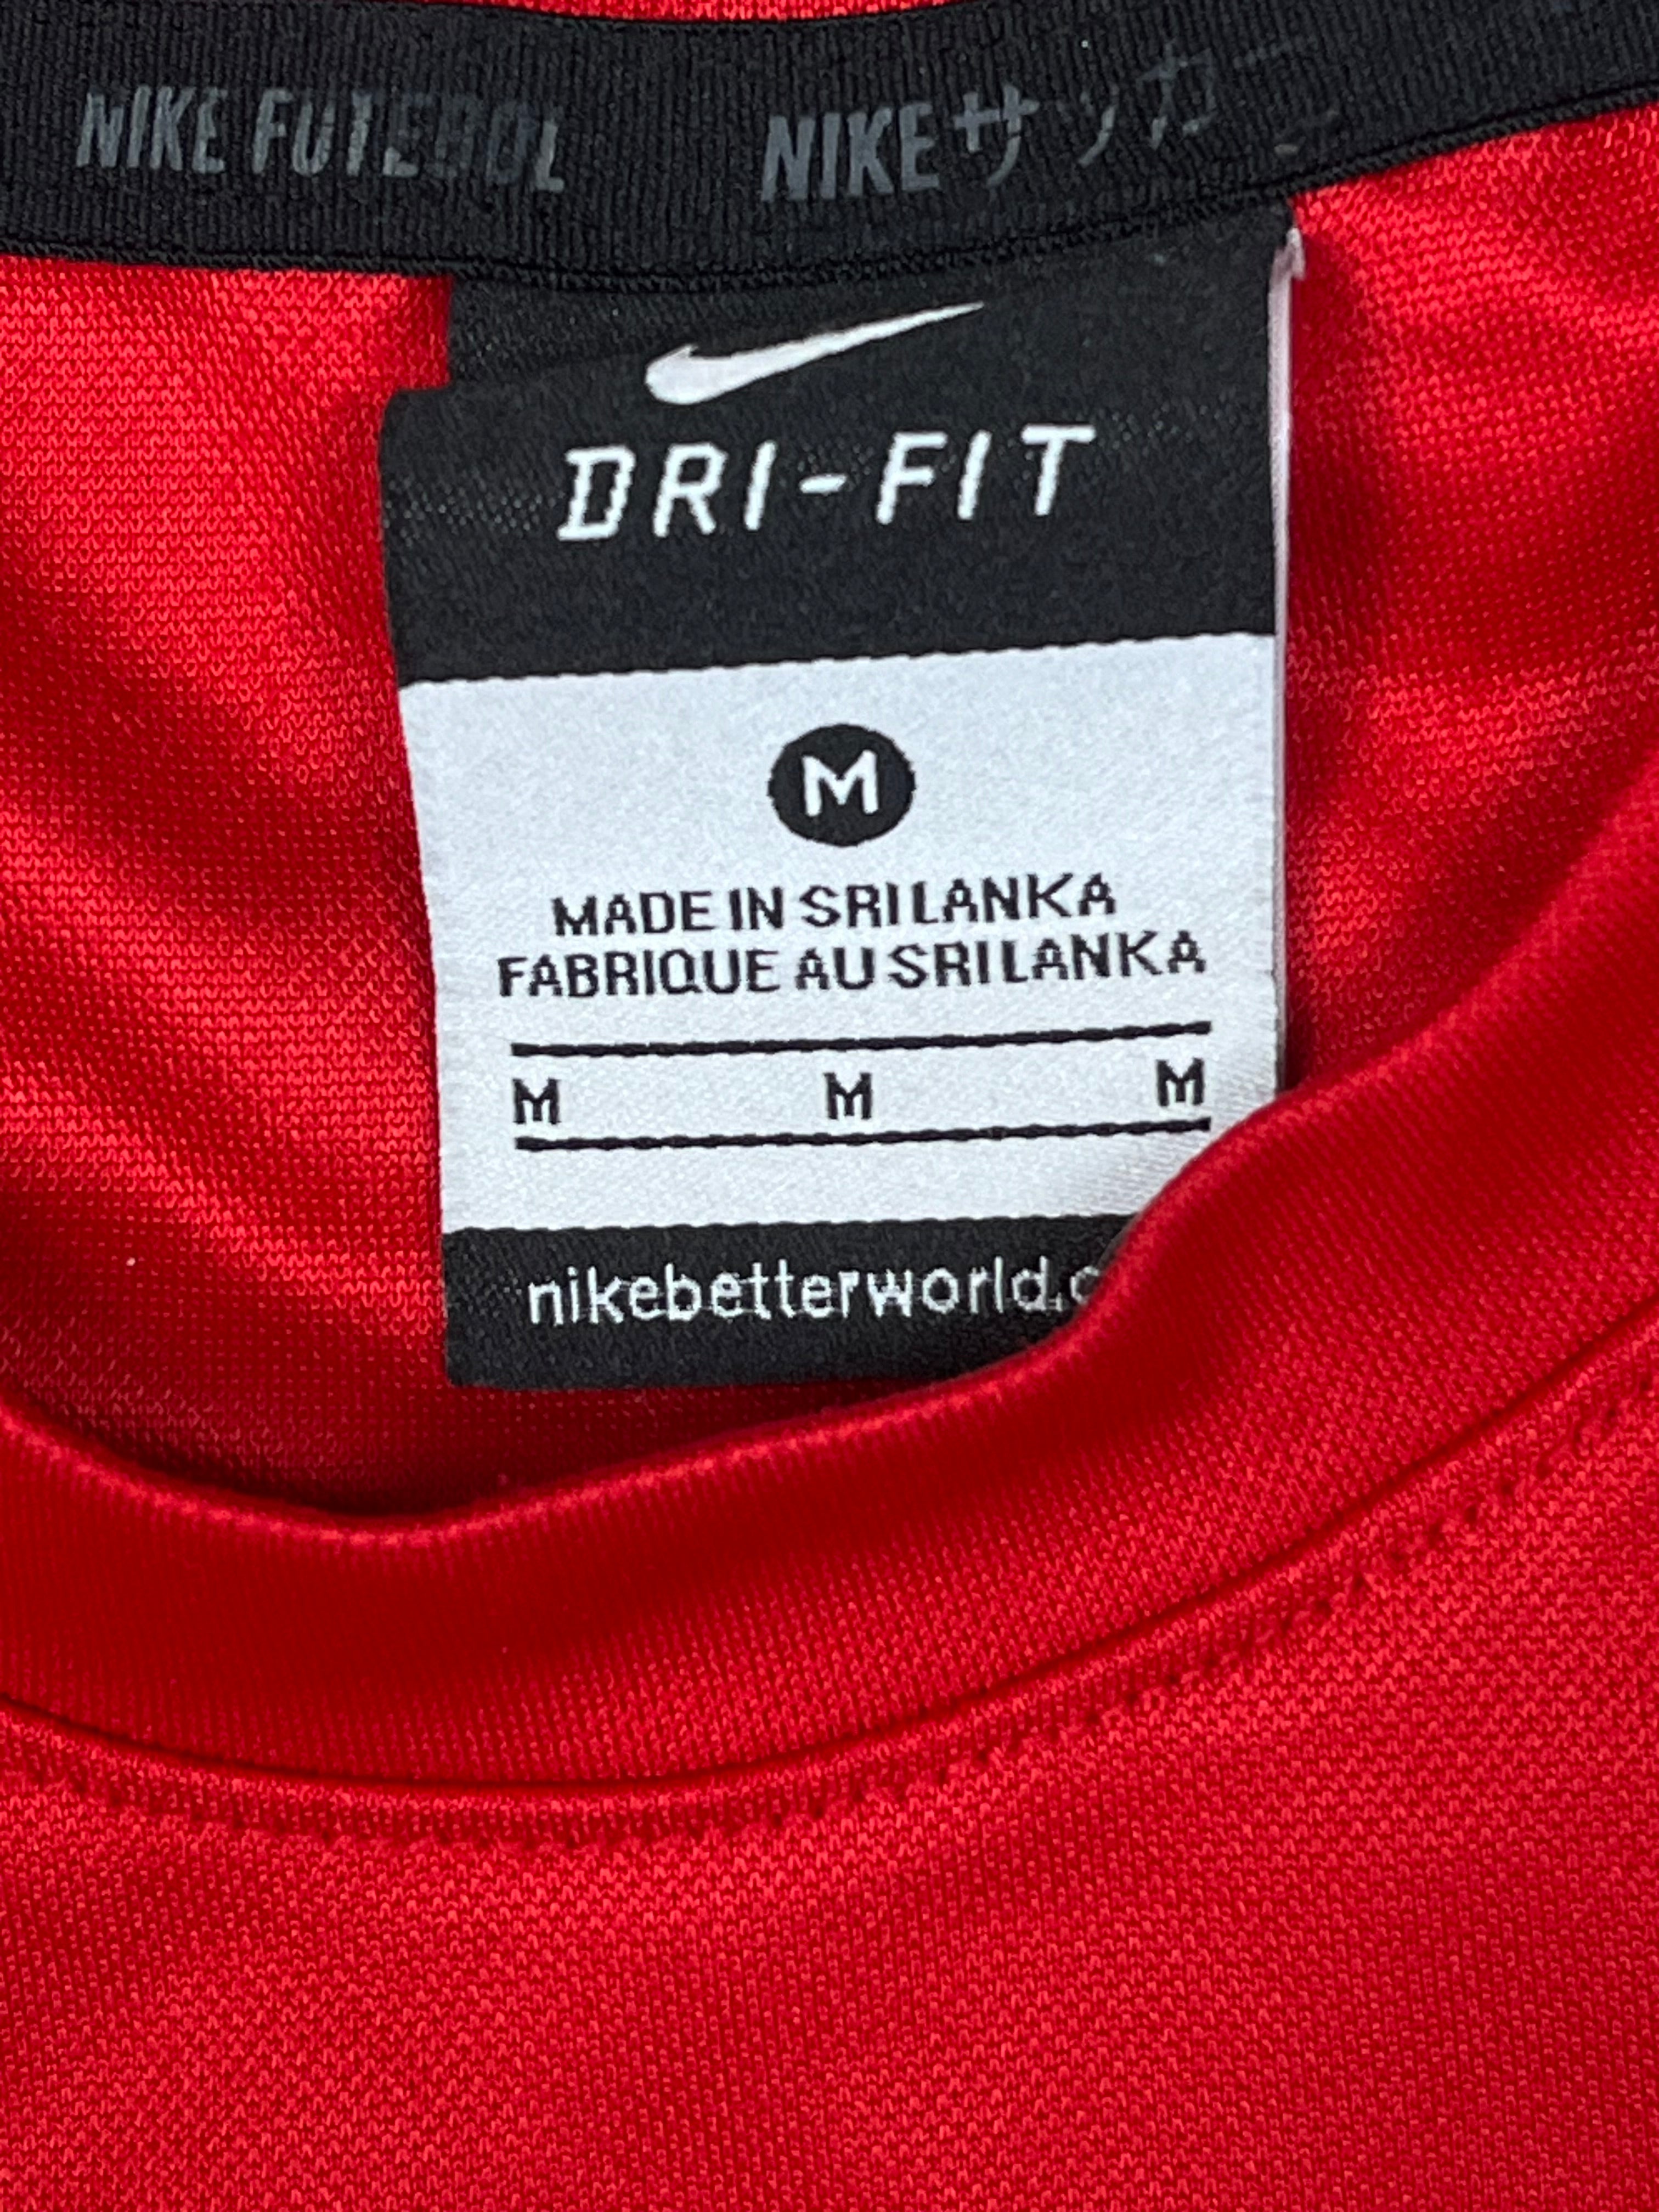 NIKE FUTEBOL NIKE サッカー
DRI-FIT
M
MADE IN SRI LANKA
FABRIQUE AU SRI LANKA
M M M
nikebetterworld.c